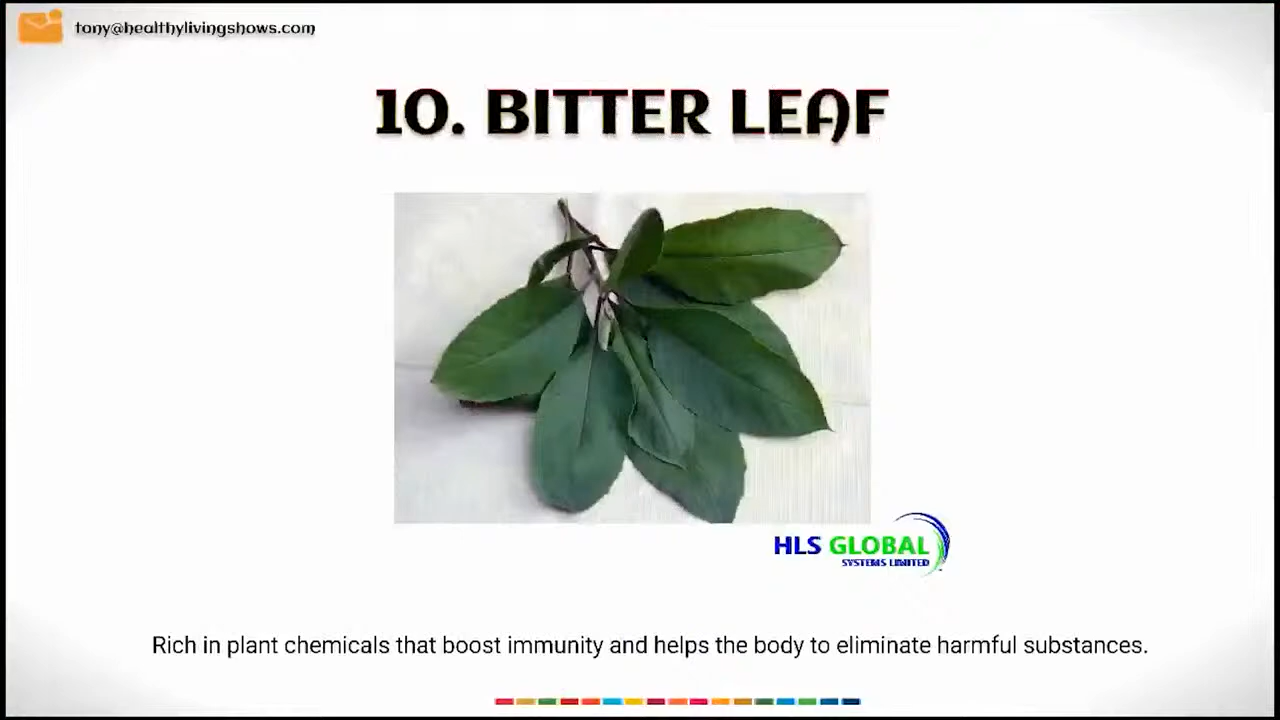 tony@healthylivingshows.com
10. BITTER LEAF
HLS GLOBAL
SYSTEMS LIMITED
Rich in plant chemicals that boost immunity and helps the body to eliminate harmful substances.